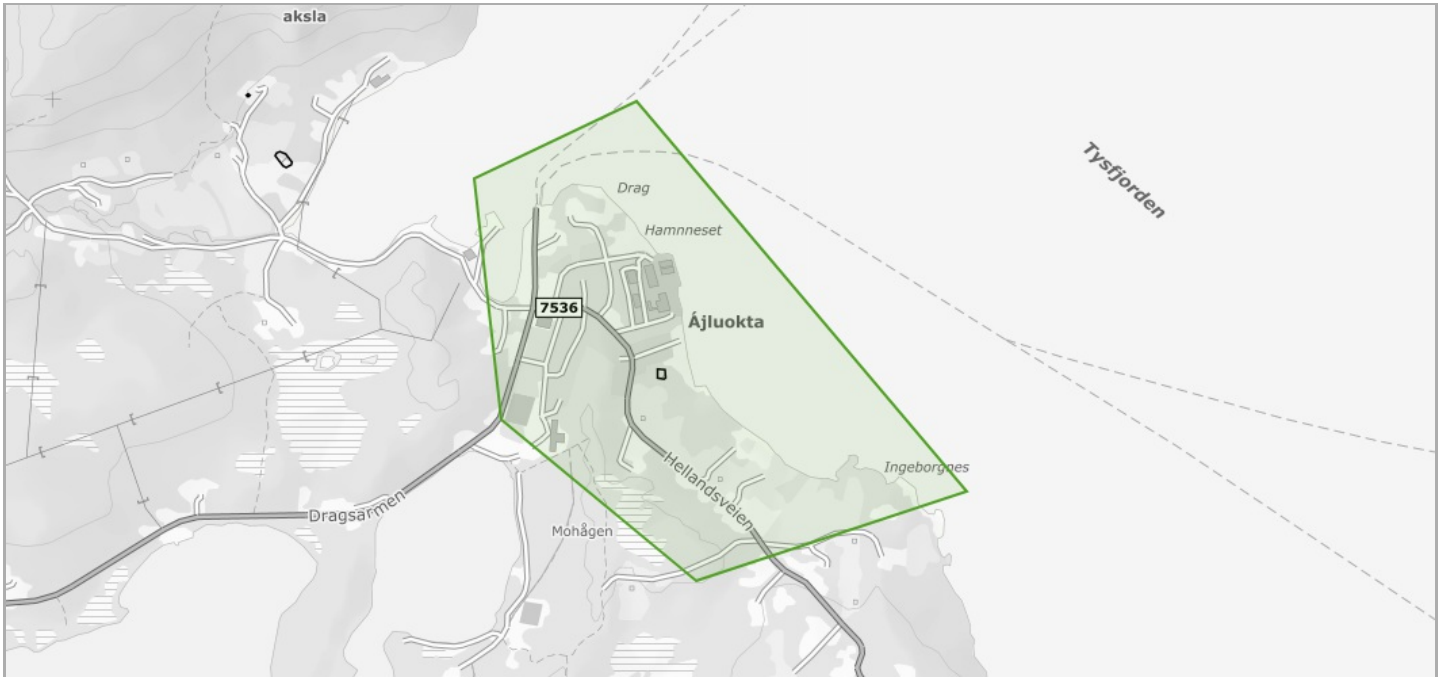 aksla
Tysfjorden
Drag
Hamnneset
7536
Ájluokta
Ingeborgnes
Hellandsveien
Dragsarmen
Mohågen